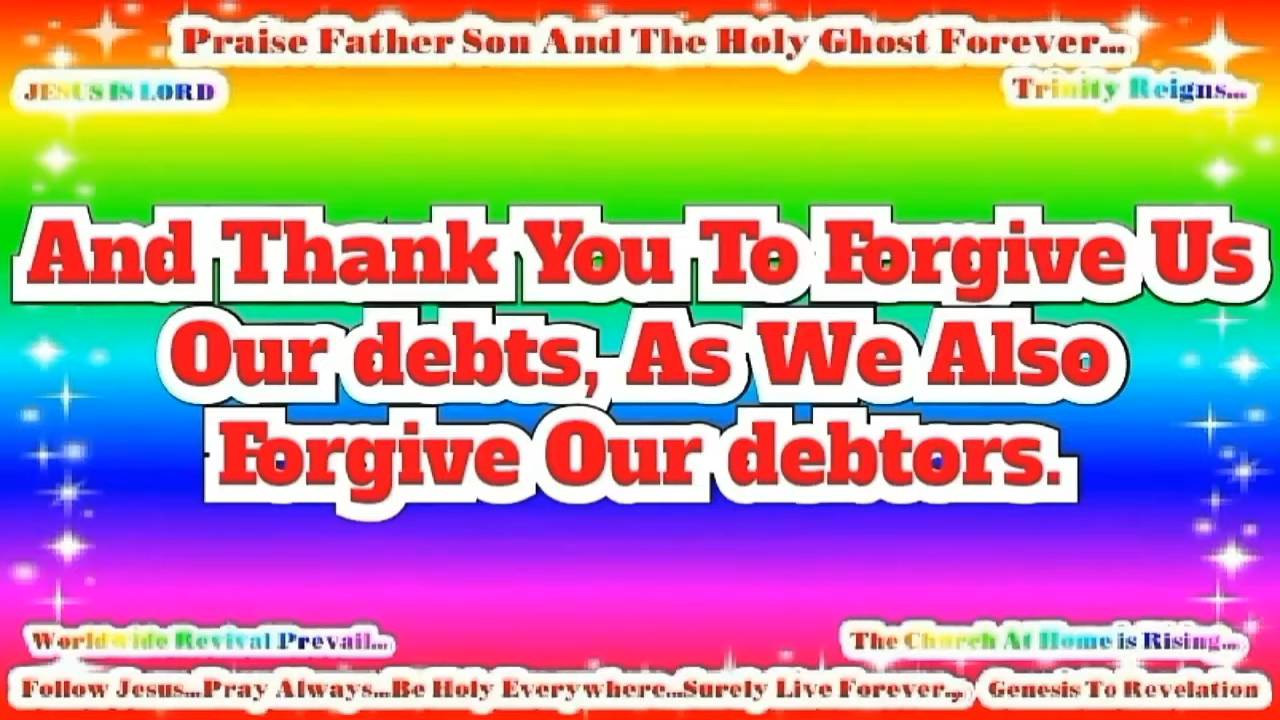 Praise Father Son And The Holy Ghost Forever...
JESUS IS LORD
Trinity Reigns...
And Thank You To Forgive Us
Our debts, As We Also
Forgive Our debtors.
Worldwide Revival Prevail...
The Church At Home is Rising...
Follow Jesus...Pray Always...Be Holy Everywhere...Surely Live Forever...,
Genesis To Revelation